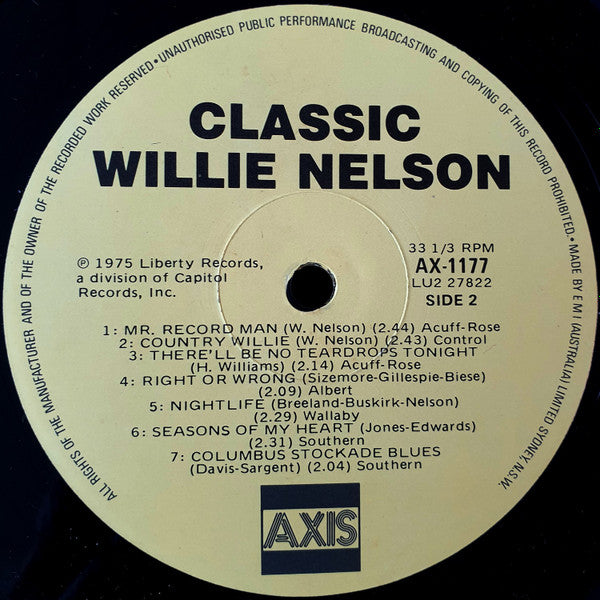 ALL RIGHTS OF THE MANUFACTURER AND OF THE OWNER OF THE RECORDED WORK RESERVED•UNAUTHORISED PUBLIC PERFORMANCE BROADCASTING AND COPYING OF THIS RECORD PROHIBITED.•MADE BY EMI (AUSTRALIA) LIMITED SYDNEY, N.S.W.
CLASSIC
WILLIE NELSON
℗ 1975 Liberty Records,
a division of Capitol
Records, Inc.
33 1/3 RPM
AX-1177
LU2 27822
SIDE 2
1: MR. RECORD MAN (W. Nelson) (2.44) Acuff-Rose
2: COUNTRY WILLIE (W. Nelson) (2.43) Control
3: THERE'LL BE NO TEARDROPS TONIGHT
(H. Williams) (2.14) Acuff-Rose
4: RIGHT OR WRONG (Sizemore-Gillespie-Biese)
(2.09) Albert
5: NIGHTLIFE (Breeland-Buskirk-Nelson)
(2.29) Wallaby
6: SEASONS OF MY HEART (Jones-Edwards)
(2.31) Southern
7: COLUMBUS STOCKADE BLUES
(Davis-Sargent) (2.04) Southern
AXIS